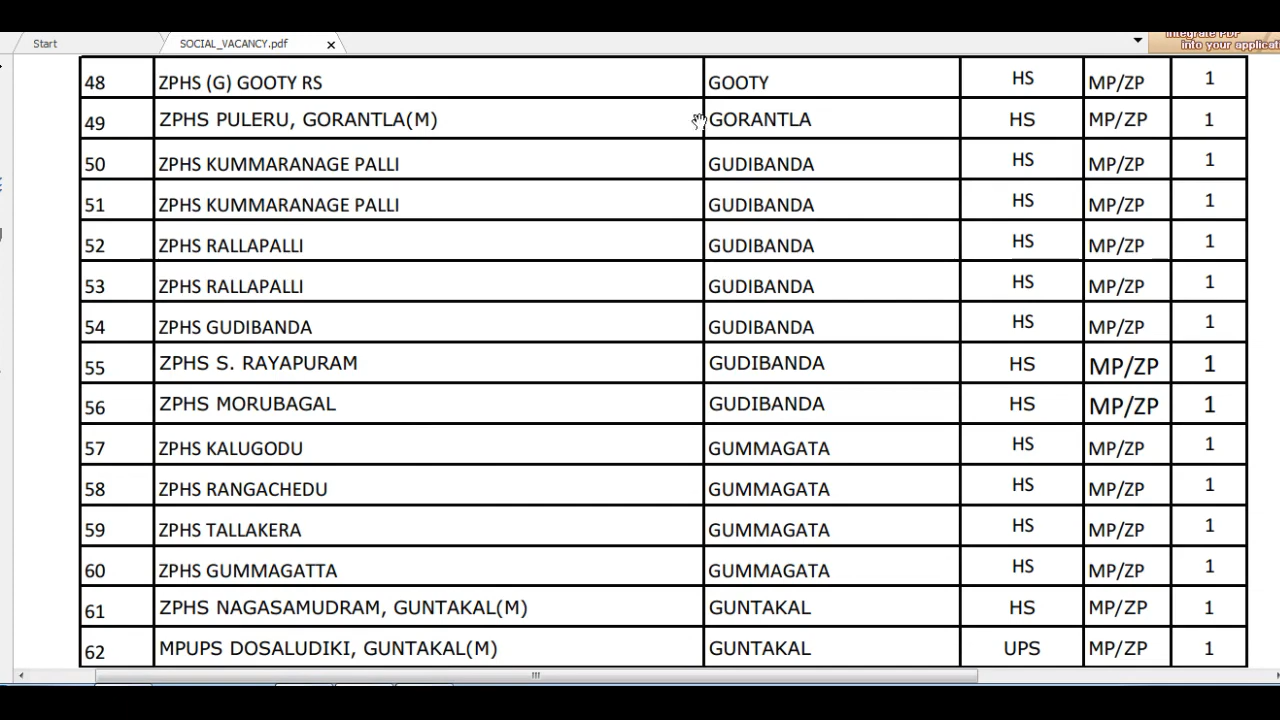 Integrate PDF
Start SOCIAL_VACANCY.pdf into your applicati
48 ZPHS (G) GOOTY RS GOOTY HS MP/ZP 1
49 ZPHS PULERU, GORANTLA(M) GORANTLA HS MP/ZP 1
50 ZPHS KUMMARANAGE PALLI GUDIBANDA HS MP/ZP 1
51 ZPHS KUMMARANAGE PALLI GUDIBANDA HS MP/ZP 1
52 ZPHS RALLAPALLI GUDIBANDA HS MP/ZP 1
53 ZPHS RALLAPALLI GUDIBANDA HS MP/ZP 1
54 ZPHS GUDIBANDA GUDIBANDA HS MP/ZP 1
55 ZPHS S. RAYAPURAM GUDIBANDA HS MP/ZP 1
56 ZPHS MORUBAGAL GUDIBANDA HS MP/ZP 1
57 ZPHS KALUGODU GUMMAGATA HS MP/ZP 1
58 ZPHS RANGACHEDU GUMMAGATA HS MP/ZP 1
59 ZPHS TALLAKERA GUMMAGATA HS MP/ZP 1
60 ZPHS GUMMAGATTA GUMMAGATA HS MP/ZP 1
61 ZPHS NAGASAMUDRAM, GUNTAKAL(M) GUNTAKAL HS MP/ZP 1
62 MPUPS DOSALUDIKI, GUNTAKAL(M) GUNTAKAL UPS MP/ZP 1